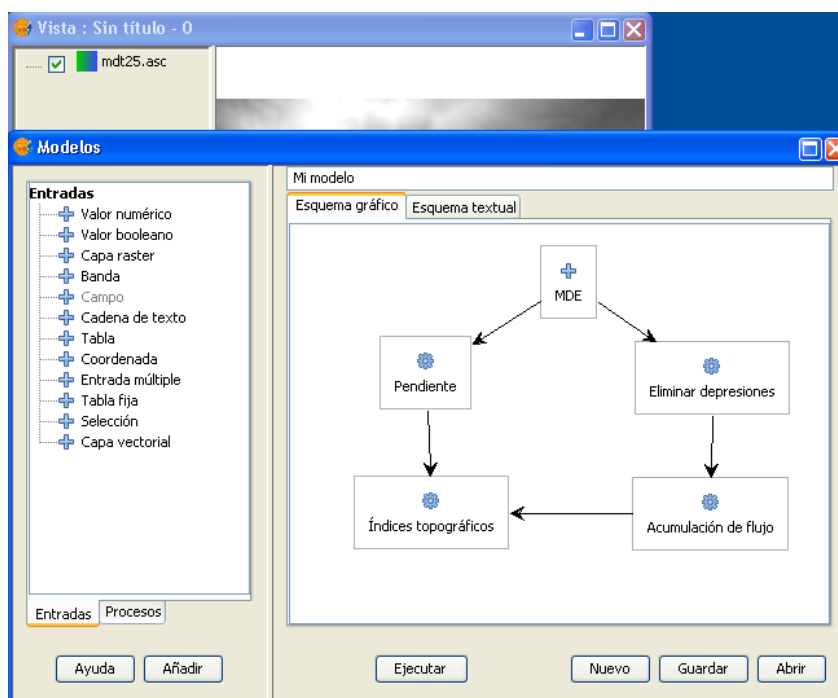 Vista : Sin título - 0
mdt25.asc
Modelos
Entradas
Valor numérico
Valor booleano
Capa raster
Banda
Campo
Cadena de texto
Tabla
Coordenada
Entrada múltiple
Tabla fija
Selección
Capa vectorial
Entradas Procesos
Ayuda Añadir
Mi modelo
Esquema gráfico Esquema textual
MDE
Pendiente
Eliminar depresiones
Índices topográficos
Acumulación de flujo
Ejecutar Nuevo Guardar Abrir